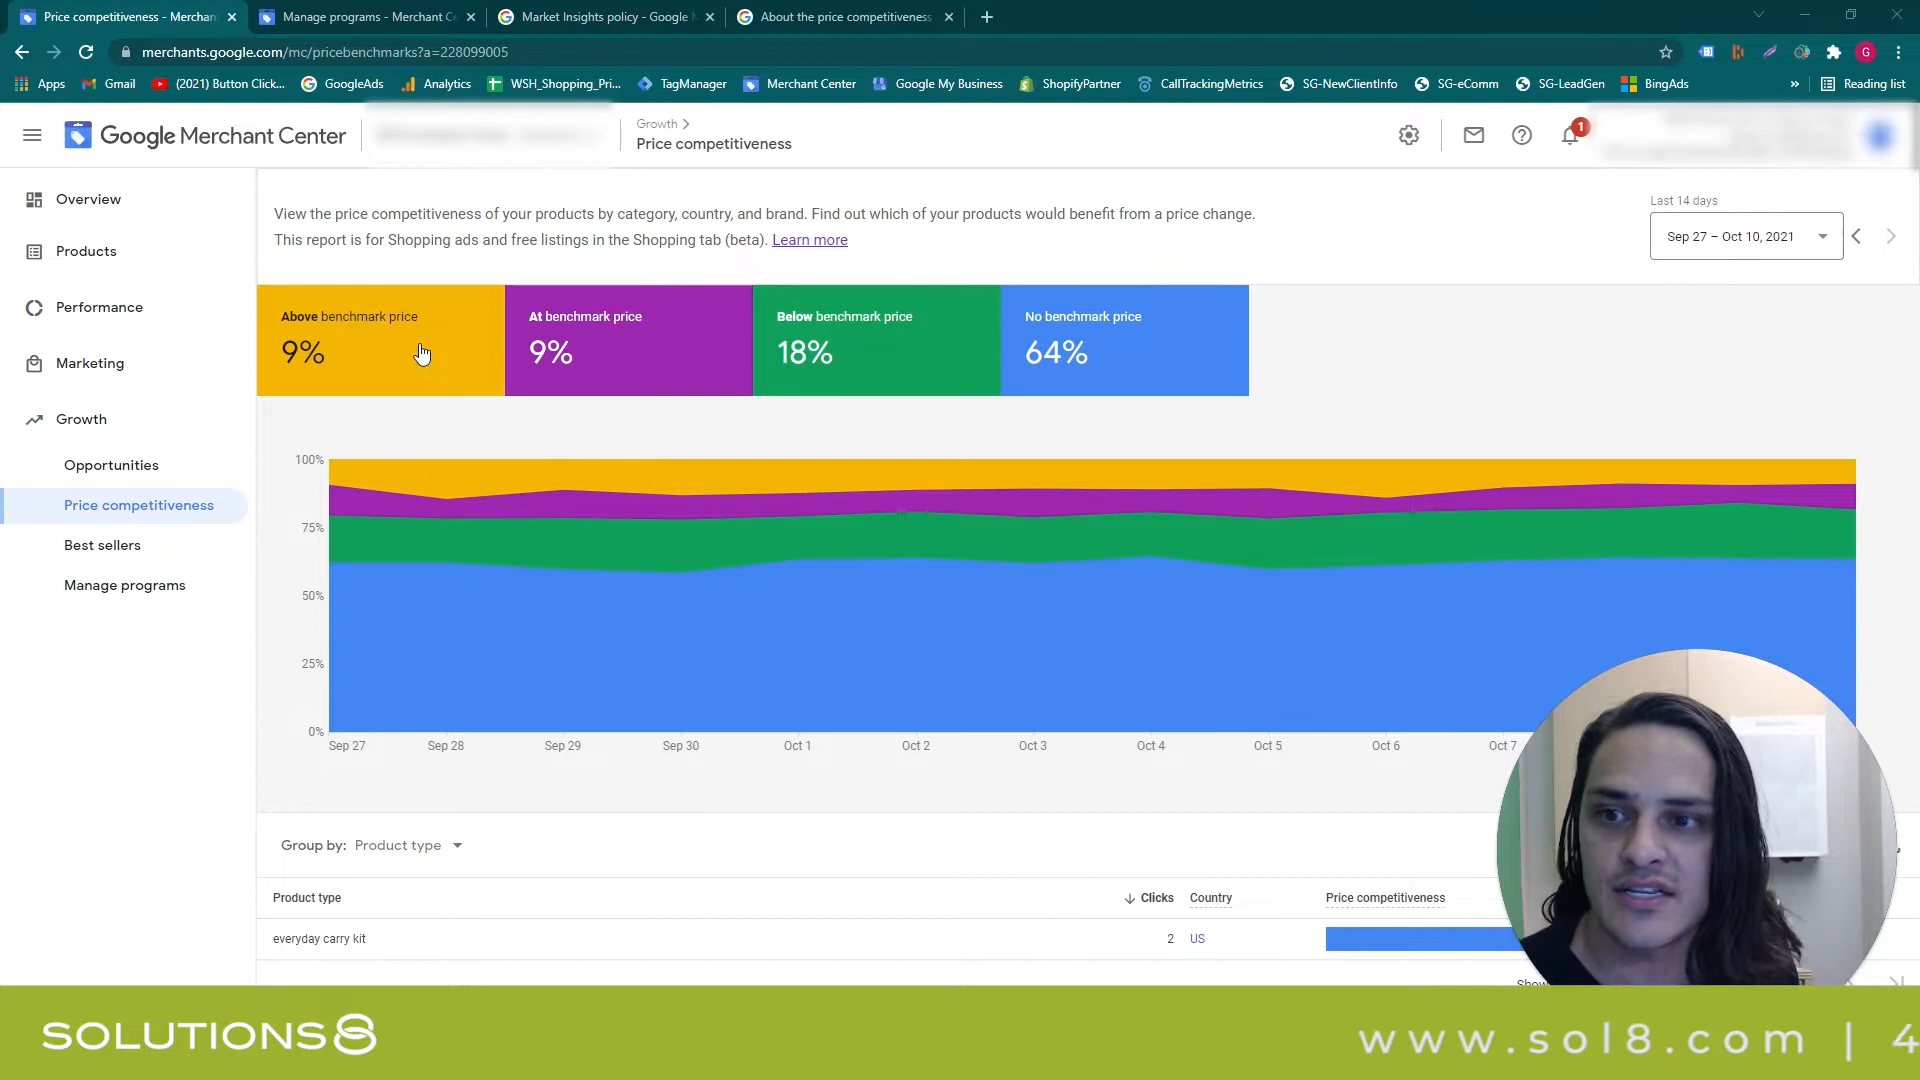 Price competitiveness - Merchan
Manage programs - Merchant Ce
Market Insights policy - Google M
About the price competitiveness
merchants.google.com/mc/pricebenchmarks?a=228099005
G
Apps
Gmail
(2021) Button Click...
GoogleAds
Analytics
WSH_Shopping_Pri...
TagManager
Merchant Center
Google My Business
ShopifyPartner
CallTrackingMetrics
SG-NewClientInfo
SG-eComm
SG-LeadGen
BingAds
»
Reading list
Google Merchant Center
Growth
Price competitiveness
1
Overview
Products
Performance
Marketing
Growth
Opportunities
Price competitiveness
Best sellers
Manage programs
View the price competitiveness of your products by category, country, and brand. Find out which of your products would benefit from a price change.
This report is for Shopping ads and free listings in the Shopping tab (beta). Learn more
Last 14 days
Sep 27 – Oct 10, 2021
Above benchmark price
9%
At benchmark price
9%
Below benchmark price
18%
No benchmark price
64%
100%
75%
50%
25%
0%
Sep 27
Sep 28
Sep 29
Sep 30
Oct 1
Oct 2
Oct 3
Oct 4
Oct 5
Oct 6
Oct 7
Group by: Product type
Product type
Clicks
Country
Price competitiveness
everyday carry kit
2
US
Show
SOLUTIONS8
www.sol8.com | 4